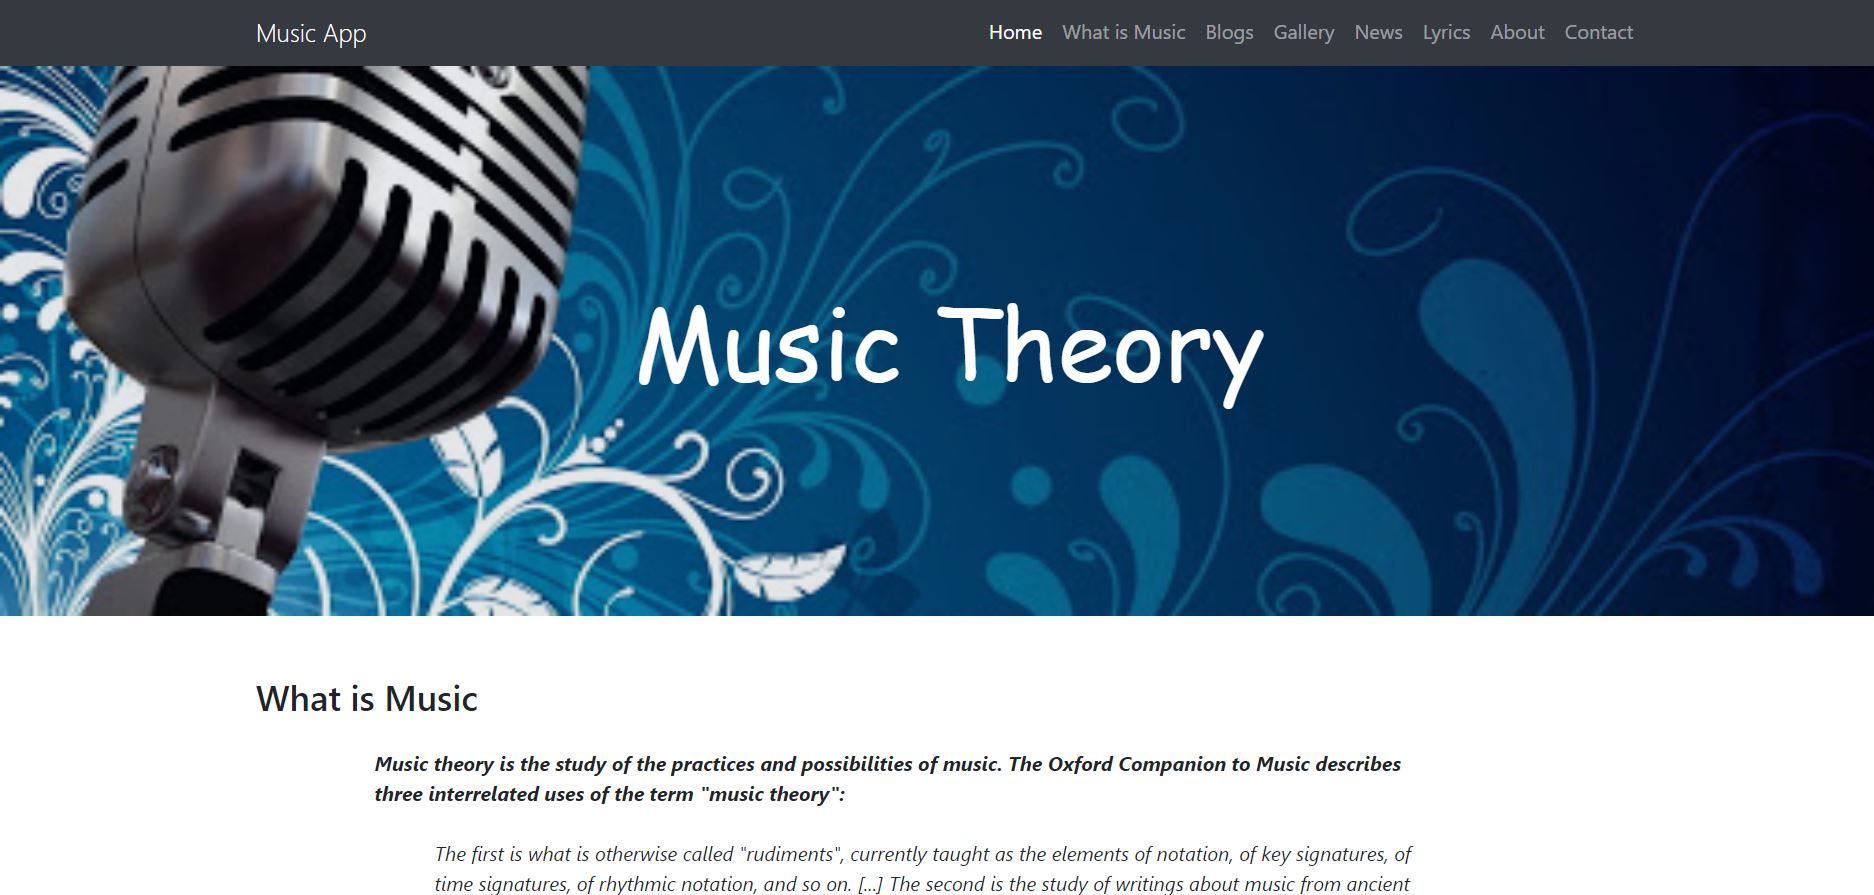 Music App
Home What is Music Blogs Gallery News Lyrics About Contact
Music Theory
What is Music
Music theory is the study of the practices and possibilities of music. The Oxford Companion to Music describes
three interrelated uses of the term "music theory":
The first is what is otherwise called "rudiments", currently taught as the elements of notation, of key signatures, of
time signatures, of rhythmic notation, and so on. [...] The second is the study of writings about music from ancient